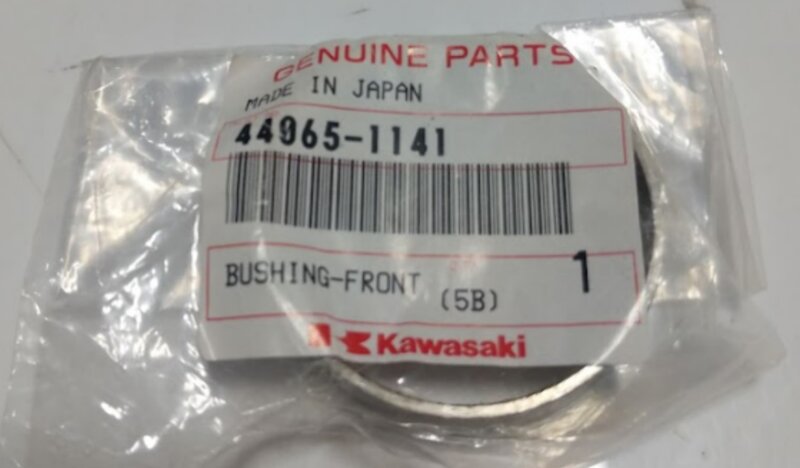 GENUINE PARTS
MADE IN JAPAN
44065-1141
BUSHING-FRONT (5B) 1
Kawasaki